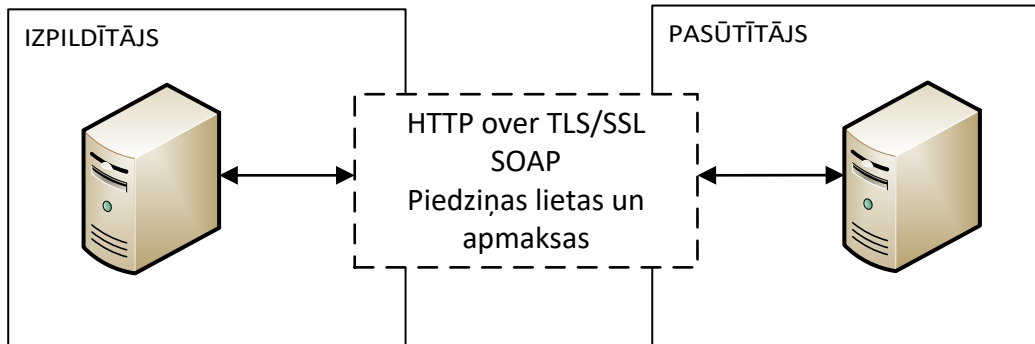 IZPILDĪTĀJS
PASŪTĪTĀJS
HTTP over TLS/SSL
SOAP
Piedziņas lietas un
apmaksas